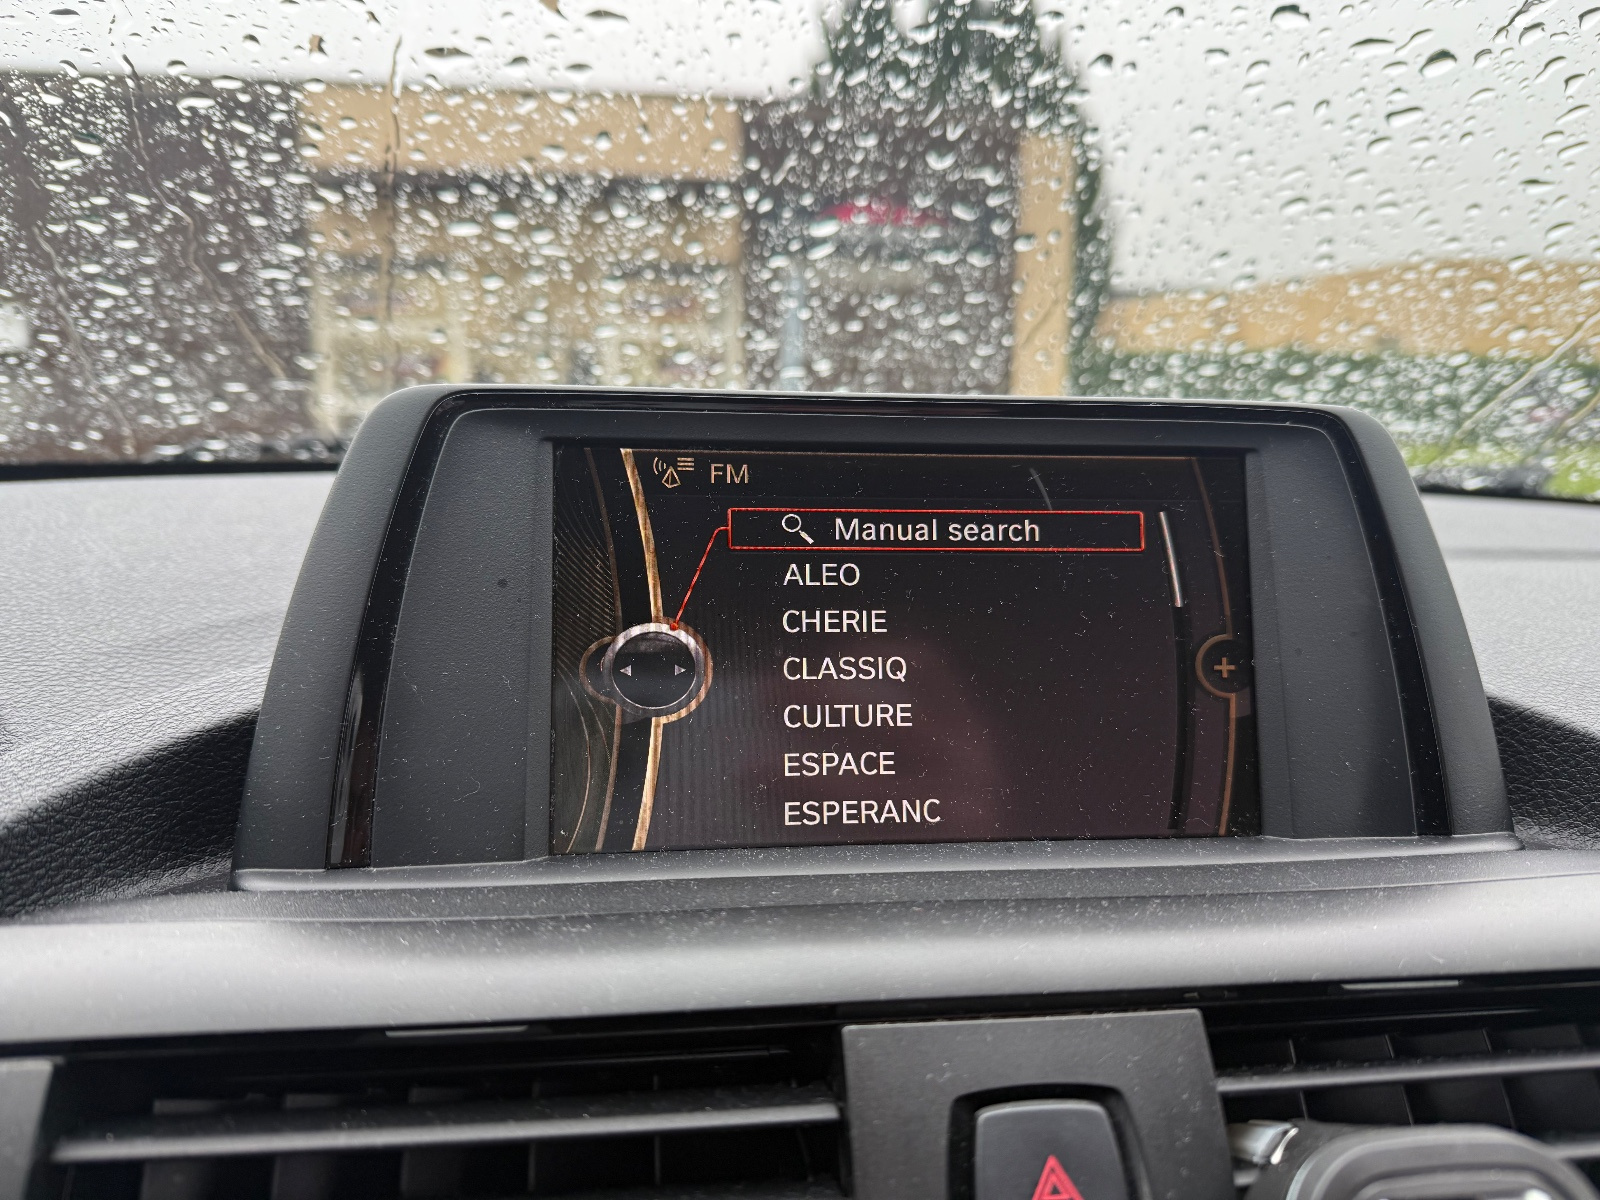 FM
Manual search
ALEO
CHERIE
CLASSIQ
CULTURE
ESPACE
ESPERANC
+